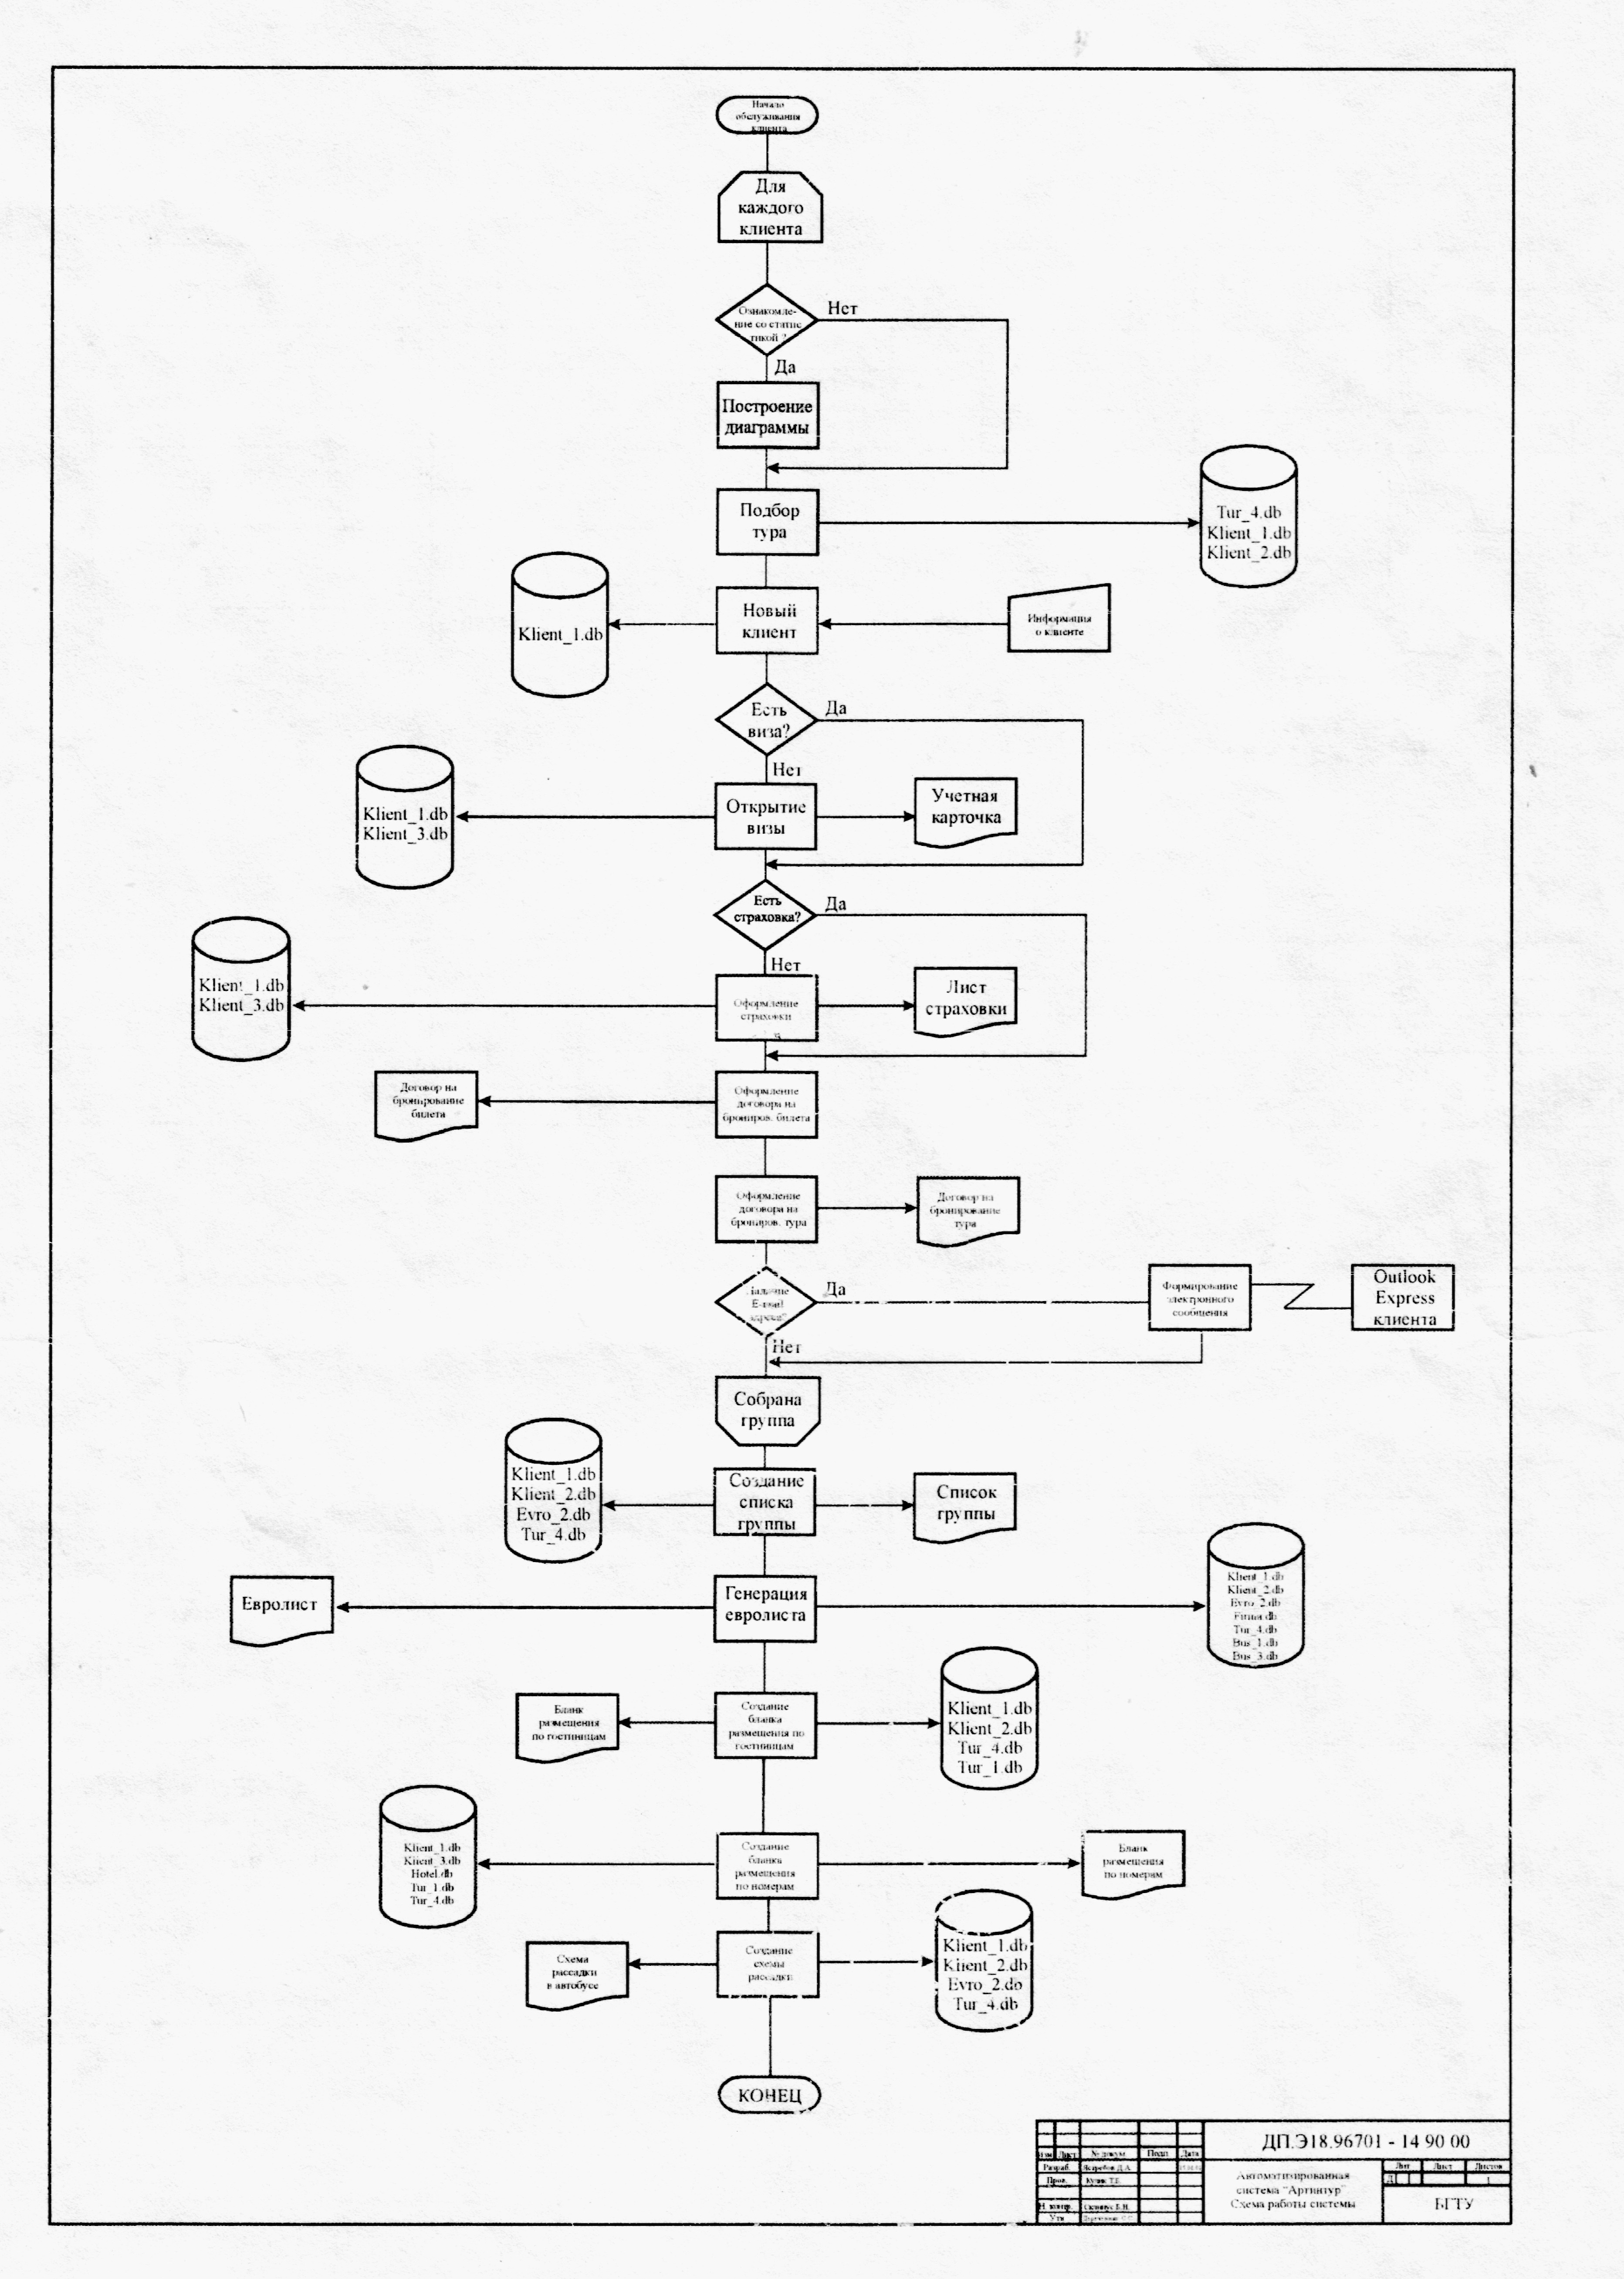 Начало
обслуживания
клиента
Для
каждого
клиента
Ознакомле-
ние со статис
тикой ?
Нет
Да
Построение
диаграммы
Подбор
тура
Tur_4.db
Klient_1.db
Klient_2.db
Klient_1.db
Новый
клиент
Информация
о клиенте
Есть
виза?
Да
Нет
Klient_1.db
Klient_3.db
Открытие
визы
Учетная
карточка
Есть
страховка?
Да
Нет
Klient_1.db
Klient_3.db
Оформление
страховки
Лист
страховки
Договор на
бронирование
билета
Оформление
договора на
брониров. билета
Оформление
договора на
брониров. тура
Договор на
бронирование
тура
E-mail
Да
Нет
Формирование
электронного
сообщения
Outlook
Express
клиента
Собрана
группа
Klient_1.db
Klient_2.db
Evro_2.db
Tur_4.db
Создание
списка
группы
Список
группы
Евролист
Генерация
евролиста
Klient_1.db
Klient_2.db
Evro_2.db
Firma.db
Tur_4.db
Bus_1.db
Bus_3.db
Бланк
размещения
по гостиницам
Создание
бланка
размещения по
гостиницам
Klient_1.db
Klient_2.db
Tur_4.db
Tur_1.db
Klient_1.db
Klient_3.db
Hotel.db
Tur_1.db
Tur_4.db
Создание
бланка
размещения
по номерам
Бланк
размещения
по номерам
Схема
рассадки
в автобусе
Создание
схемы
рассадки
Klient_1.db
Klient_2.db
Evro_2.db
Tur_4.db
КОНЕЦ
ДП.Э18.96701 - 14 90 00
Изм Лист № докум. Подп. Дата
Разраб. Ястребов Д.А.
Пров. Кузик Т.Г.
Н. контр.
Утв
Автоматизированная
система "Аргинтур"
Схема работы системы
Лит Лист Листов
Д 1
БГТУ